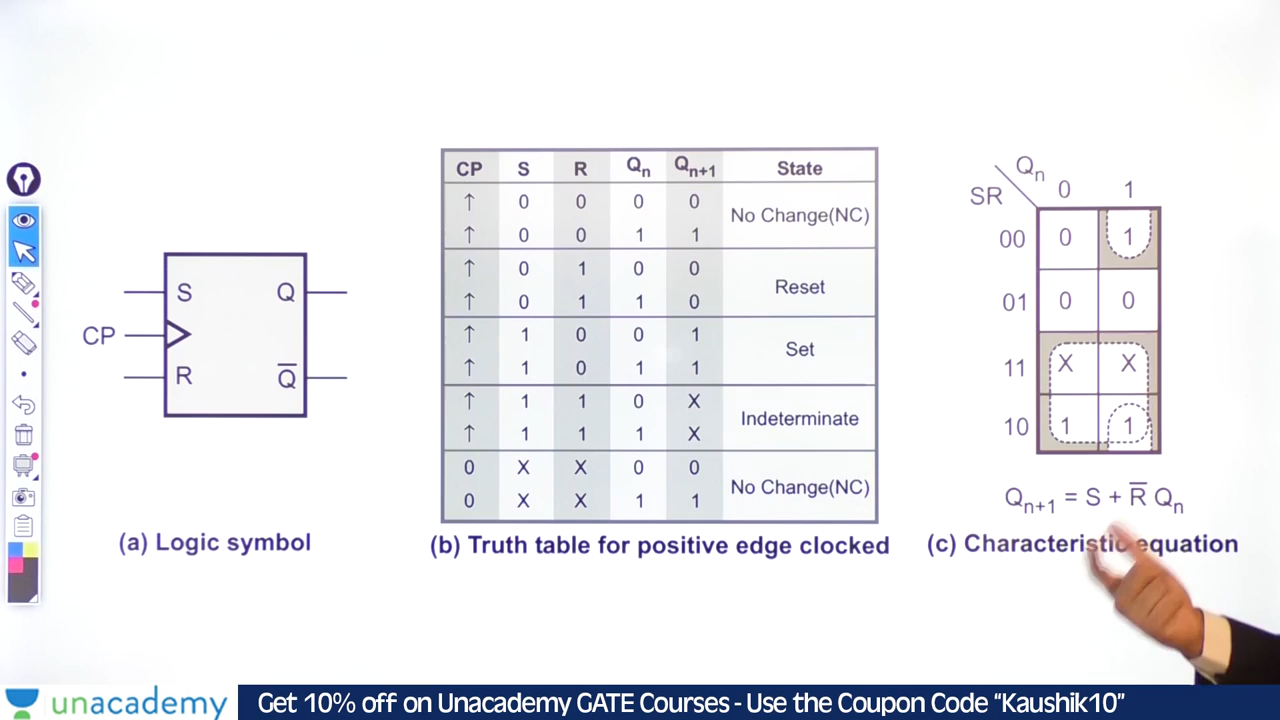 S Q
CP
R Q̅
(a) Logic symbol
CP S R Qn Qn+1 State
↑ 0 0 0 0 No Change(NC)
↑ 0 0 1 1
↑ 0 1 0 0 Reset
↑ 0 1 1 0
↑ 1 0 0 1 Set
↑ 1 0 1 1
↑ 1 1 0 X Indeterminate
↑ 1 1 1 X
0 X X 0 0 No Change(NC)
0 X X 1 1
(b) Truth table for positive edge clocked
Qn
SR 0 1
00 0 1
01 0 0
11 X X
10 1 1
Qn+1 = S + R̅ Qn
(c) Characteristic equation
unacademy
Get 10% off on Unacademy GATE Courses - Use the Coupon Code “Kaushik10”